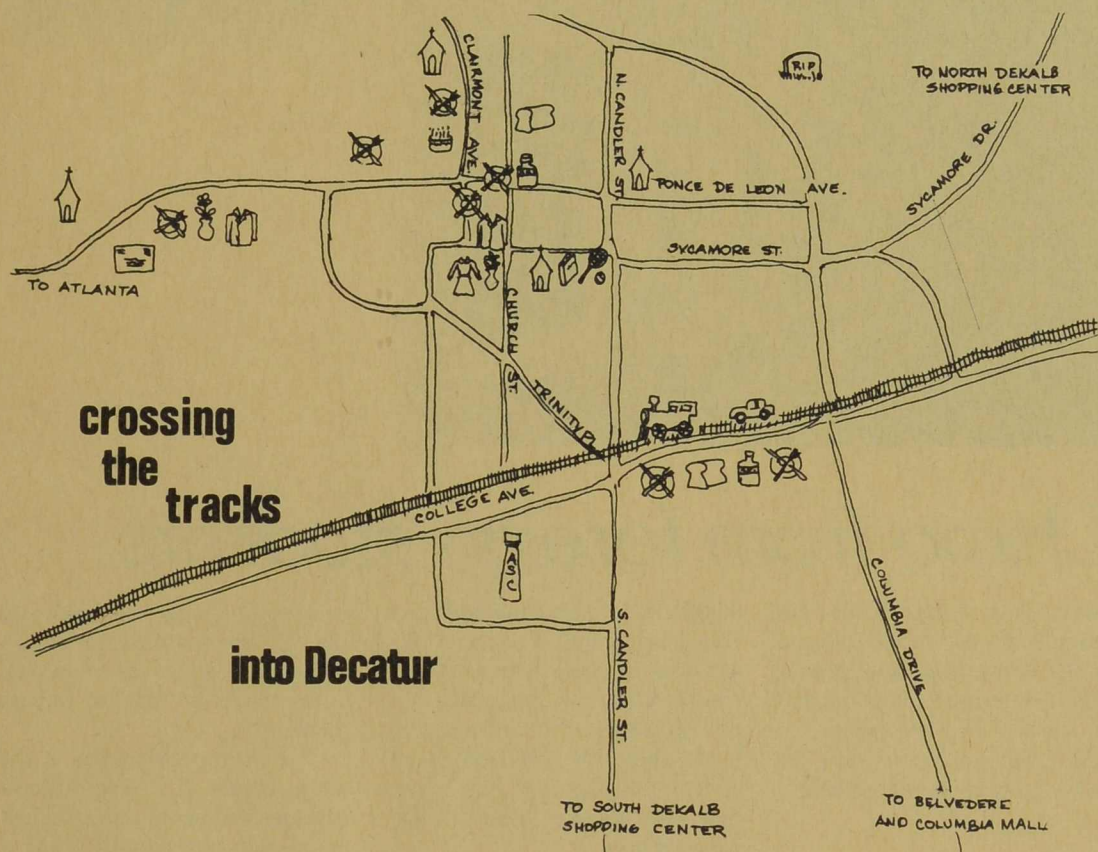 CLAIRMONT AVE.
N. CANDLER ST.
RIP
TO NORTH DEKALB
SHOPPING CENTER
SYCAMORE DR.
PONCE DE LEON AVE.
SYCAMORE ST.
TO ATLANTA
CHURCH ST.
TRINITY PL.
crossing
the
tracks
COLLEGE AVE.
ASC
COLUMBIA DRIVE
into Decatur
S. CANDLER ST.
TO SOUTH DEKALB
SHOPPING CENTER
TO BELVEDERE
AND COLUMBIA MALL